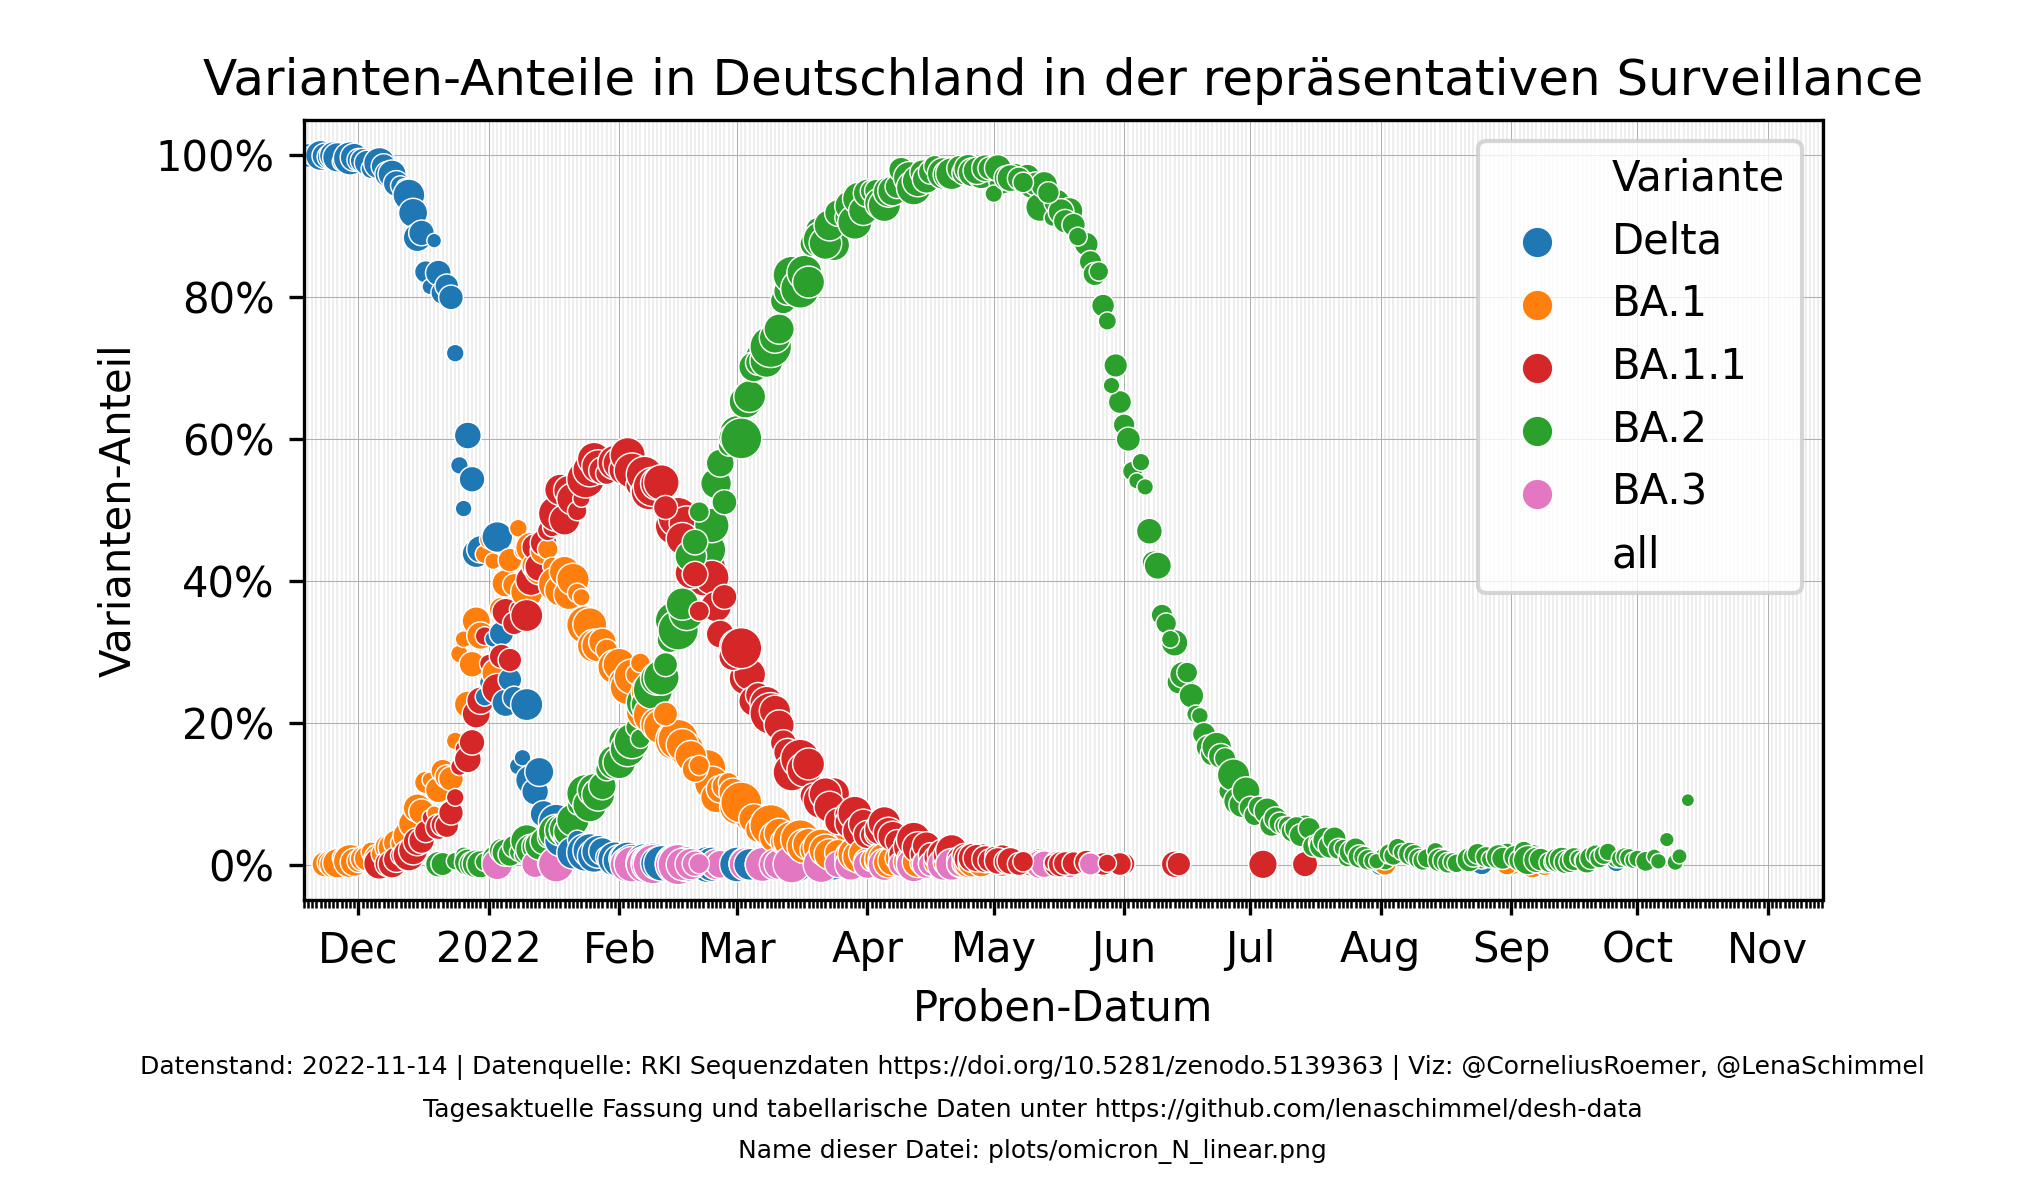 Varianten-Anteile in Deutschland in der repräsentativen Surveillance
100%
80%
60%
40%
20%
0%
Varianten-Anteil
Variante
Delta
BA.1
BA.1.1
BA.2
BA.3
all
Dec 2022 Feb Mar Apr May Jun Jul Aug Sep Oct Nov
Proben-Datum
Datenstand: 2022-11-14 | Datenquelle: RKI Sequenzdaten https://doi.org/10.5281/zenodo.5139363 | Viz: @CorneliusRoemer, @LenaSchimmel
Tagesaktuelle Fassung und tabellarische Daten unter https://github.com/lenaschimmel/desh-data
Name dieser Datei: plots/omicron_N_linear.png